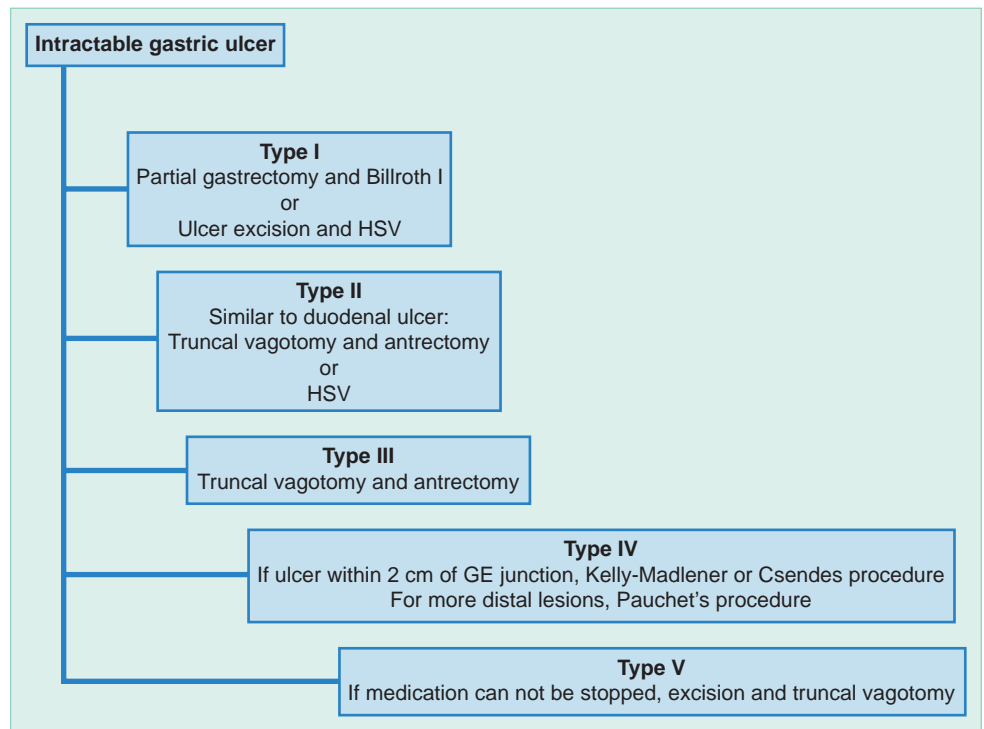 Intractable gastric ulcer
Type I
Partial gastrectomy and Billroth I
or
Ulcer excision and HSV
Type II
Similar to duodenal ulcer:
Truncal vagotomy and antrectomy
or
HSV
Type III
Truncal vagotomy and antrectomy
Type IV
If ulcer within 2 cm of GE junction, Kelly-Madlener or Csendes procedure
For more distal lesions, Pauchet's procedure
Type V
If medication can not be stopped, excision and truncal vagotomy